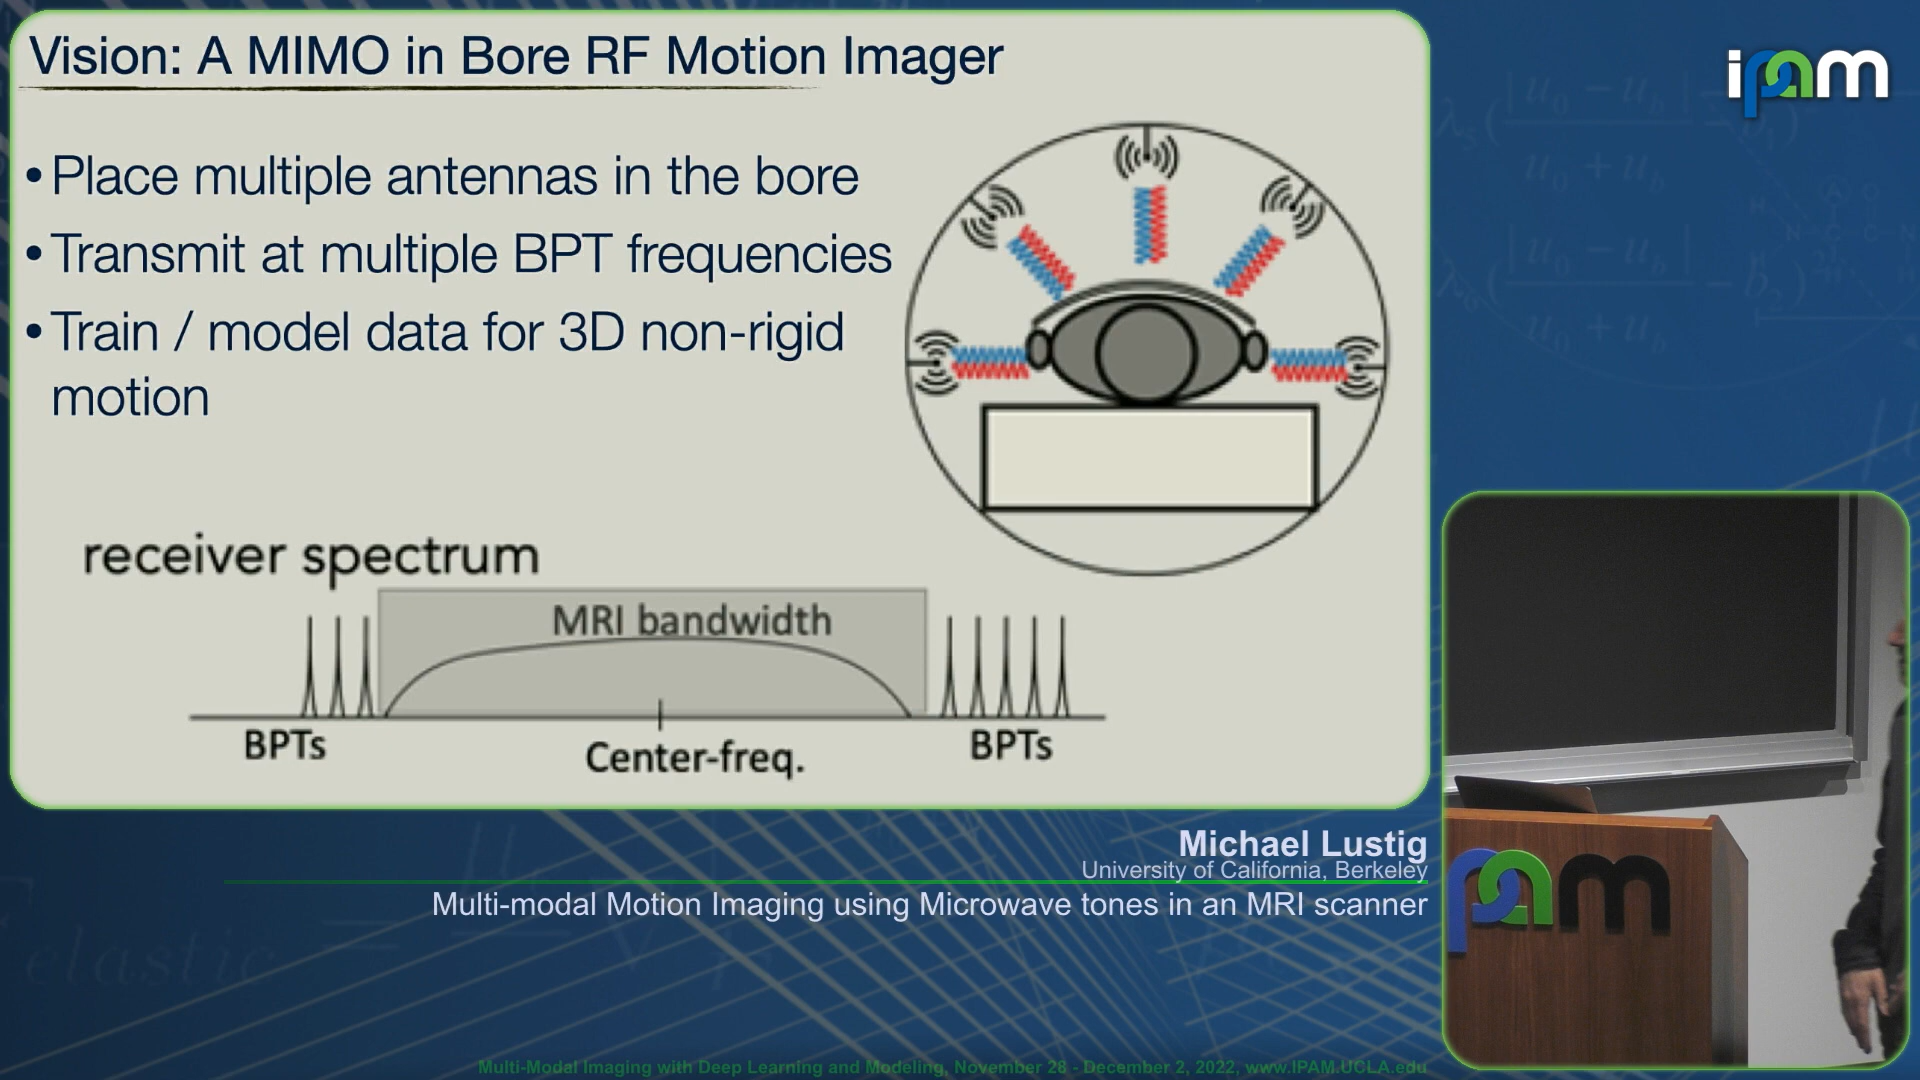 Vision: A MIMO in Bore RF Motion Imager
ipam
• Place multiple antennas in the bore
• Transmit at multiple BPT frequencies
• Train / model data for 3D non-rigid
motion
receiver spectrum
MRI bandwidth
BPTs
Center-freq.
BPTs
Michael Lustig
University of California, Berkeley
Multi-modal Motion Imaging using Microwave tones in an MRI scanner
pam
elastic
Multi-Modal Imaging with Deep Learning and Modeling, November 28 - December 2, 2022, www.IPAM.UCLA.edu